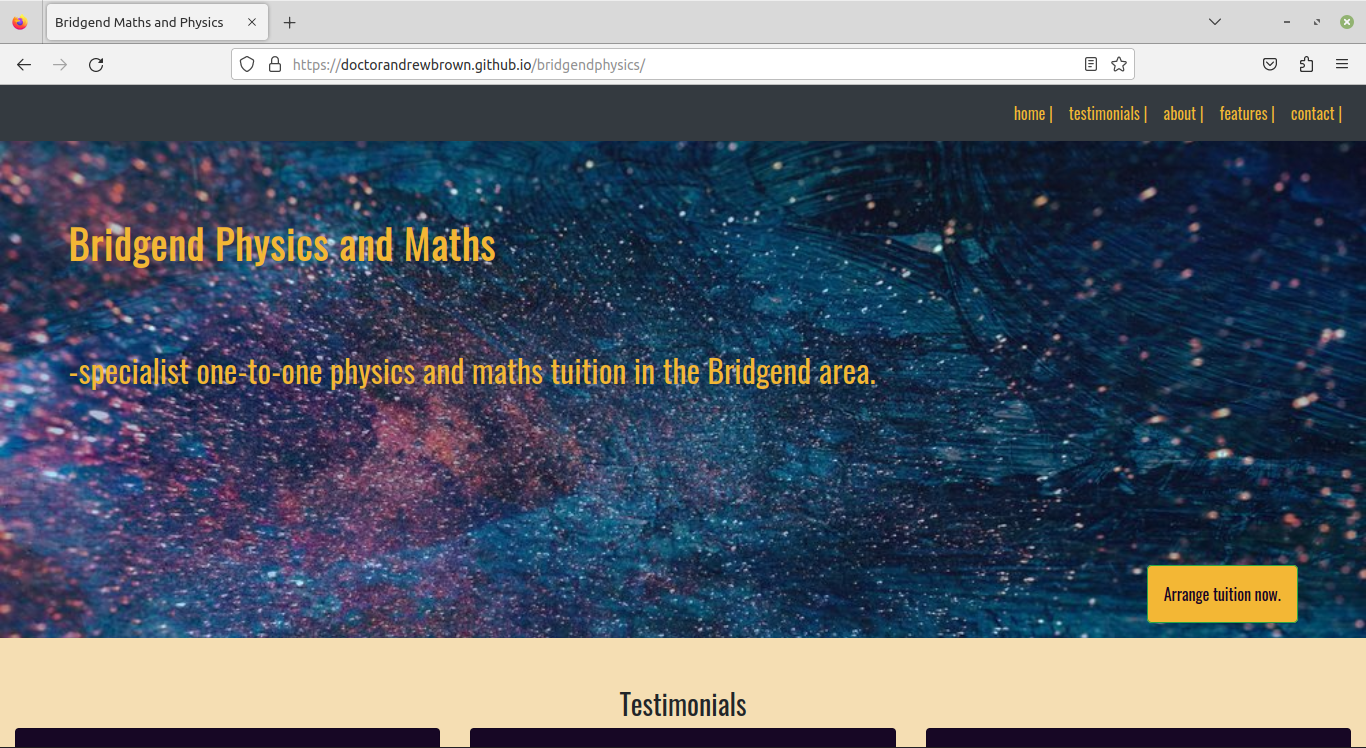 Bridgend Maths and Physics
https://doctorandrewbrown.github.io/bridgendphysics/
home | testimonials | about | features | contact |
Bridgend Physics and Maths
-specialist one-to-one physics and maths tuition in the Bridgend area.
Arrange tuition now.
Testimonials